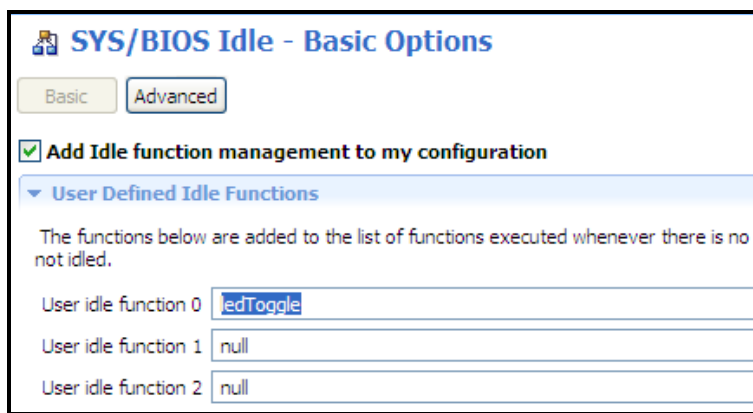 SYS/BIOS Idle - Basic Options
Basic Advanced
Add Idle function management to my configuration
User Defined Idle Functions
The functions below are added to the list of functions executed whenever there is no
not idled.
User idle function 0 ledToggle
User idle function 1 null
User idle function 2 null